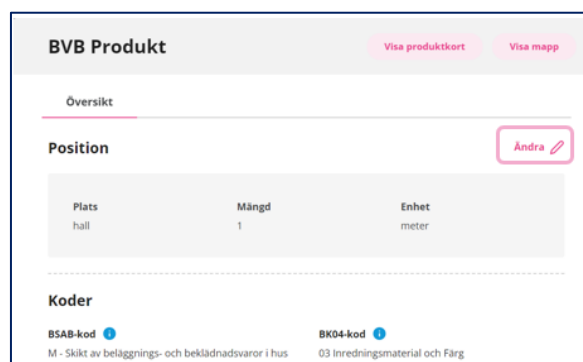 BVB Produkt
Visa produktkort
Visa mapp
Översikt
Position
Ändra
Plats Mängd Enhet
hall 1 meter
Koder
BSAB-kod BK04-kod
M - Skikt av beläggnings- och beklädnadsvaror i hus 03 Inredningsmaterial och Färg